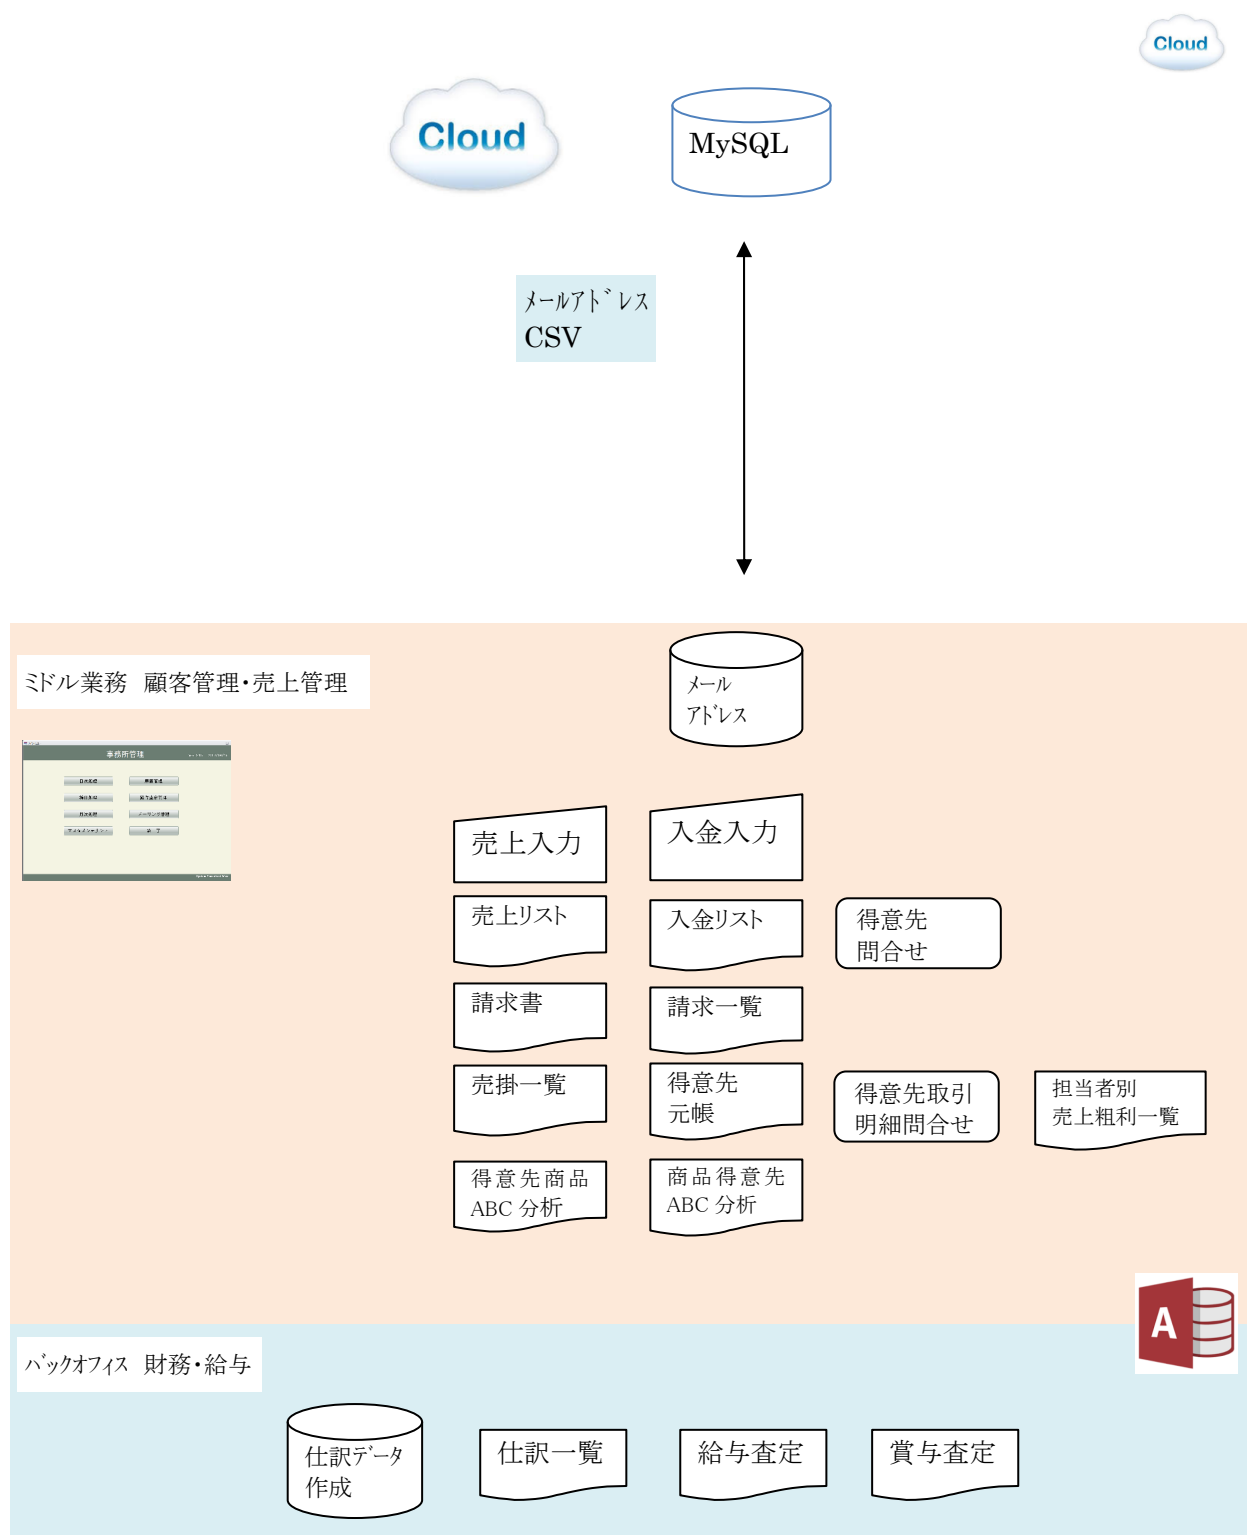 Cloud
Cloud
MySQL
ﾒｰﾙｱﾄﾞﾚｽ
CSV
ﾐﾄﾞﾙ業務　顧客管理・売上管理
ﾒｰﾙ
ｱﾄﾞﾚｽ
事務所管理
売上入力
入金入力
売上ﾘｽﾄ
入金ﾘｽﾄ
得意先
問合せ
請求書
請求一覧
売掛一覧
得意先
元帳
得意先取引
明細問合せ
担当者別
売上粗利一覧
得意先商品
ABC 分析
商品得意先
ABC 分析
A
ﾊﾞｯｸｵﾌｨｽ　財務・給与
仕訳ﾃﾞｰﾀ
作成
仕訳一覧
給与査定
賞与査定